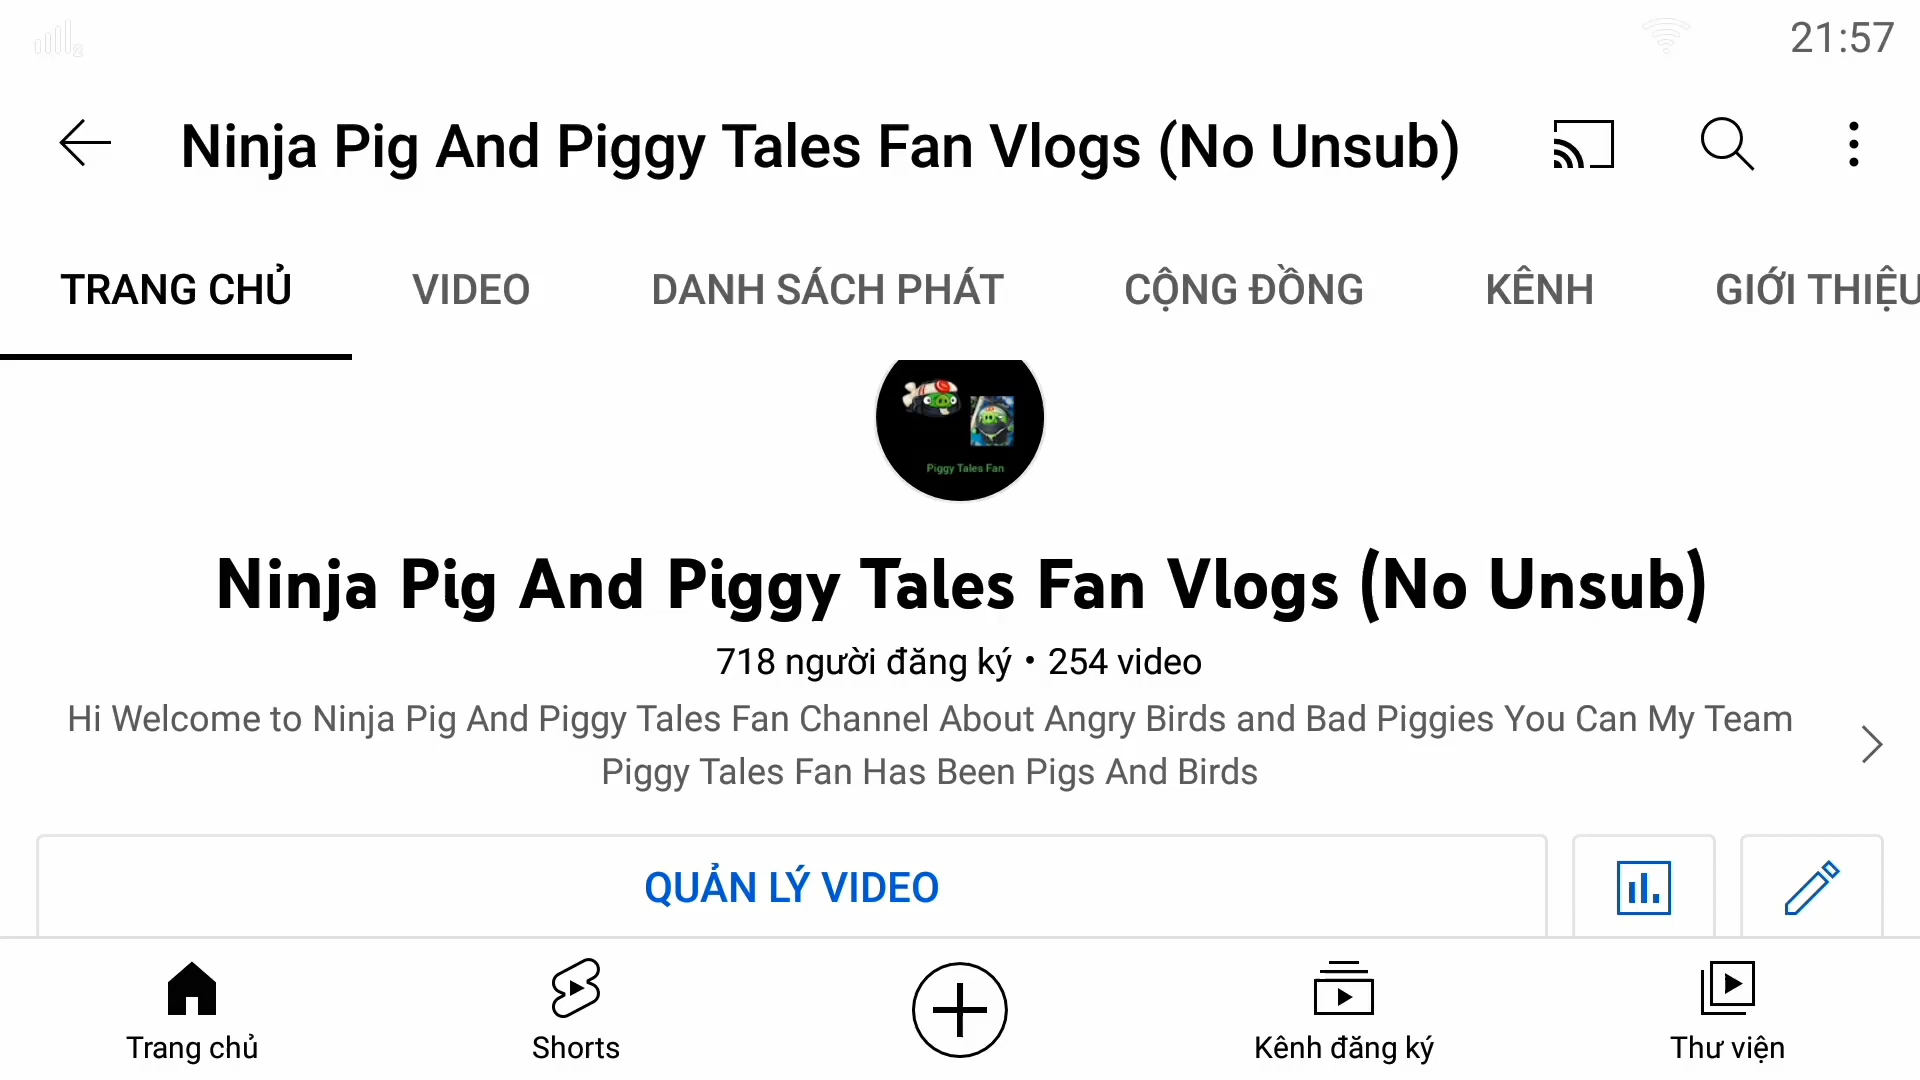 21:57
Ninja Pig And Piggy Tales Fan Vlogs (No Unsub)
TRANG CHỦ VIDEO DANH SÁCH PHÁT CỘNG ĐỒNG KÊNH GIỚI THIỆU
Piggy Tales Fan
Ninja Pig And Piggy Tales Fan Vlogs (No Unsub)
718 người đăng ký • 254 video
Hi Welcome to Ninja Pig And Piggy Tales Fan Channel About Angry Birds and Bad Piggies You Can My Team
Piggy Tales Fan Has Been Pigs And Birds
QUẢN LÝ VIDEO
Trang chủ Shorts Kênh đăng ký Thư viện